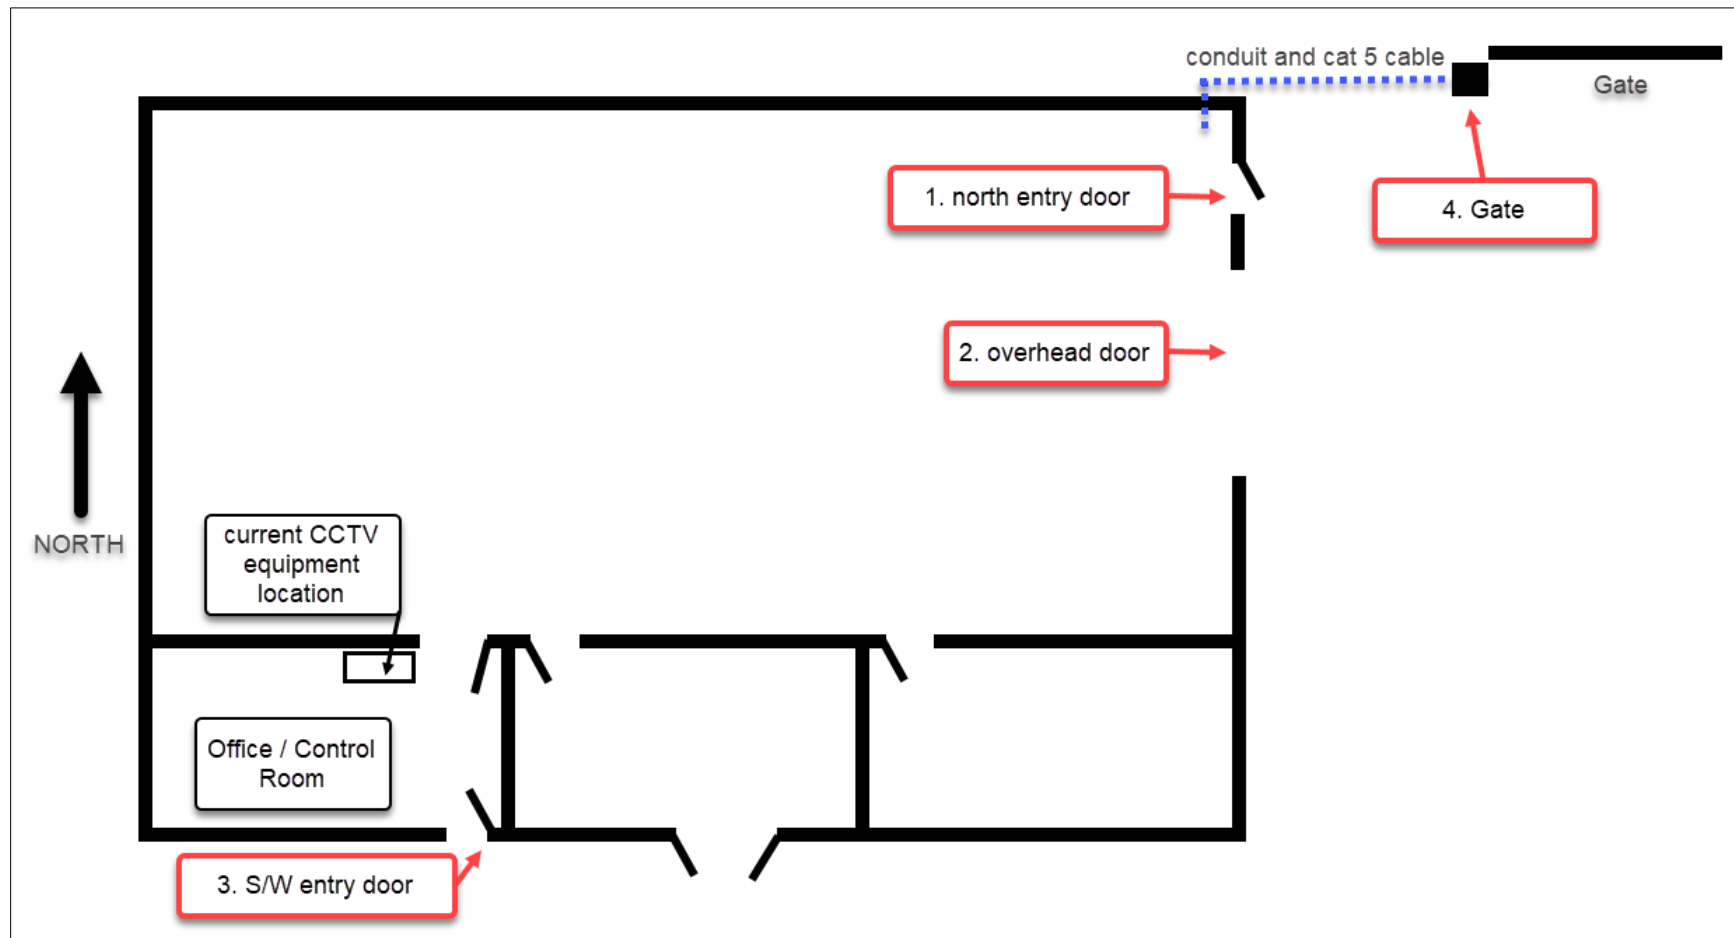 conduit and cat 5 cable
Gate
1. north entry door
4. Gate
2. overhead door
NORTH
current CCTV
equipment
location
Office / Control
Room
3. S/W entry door